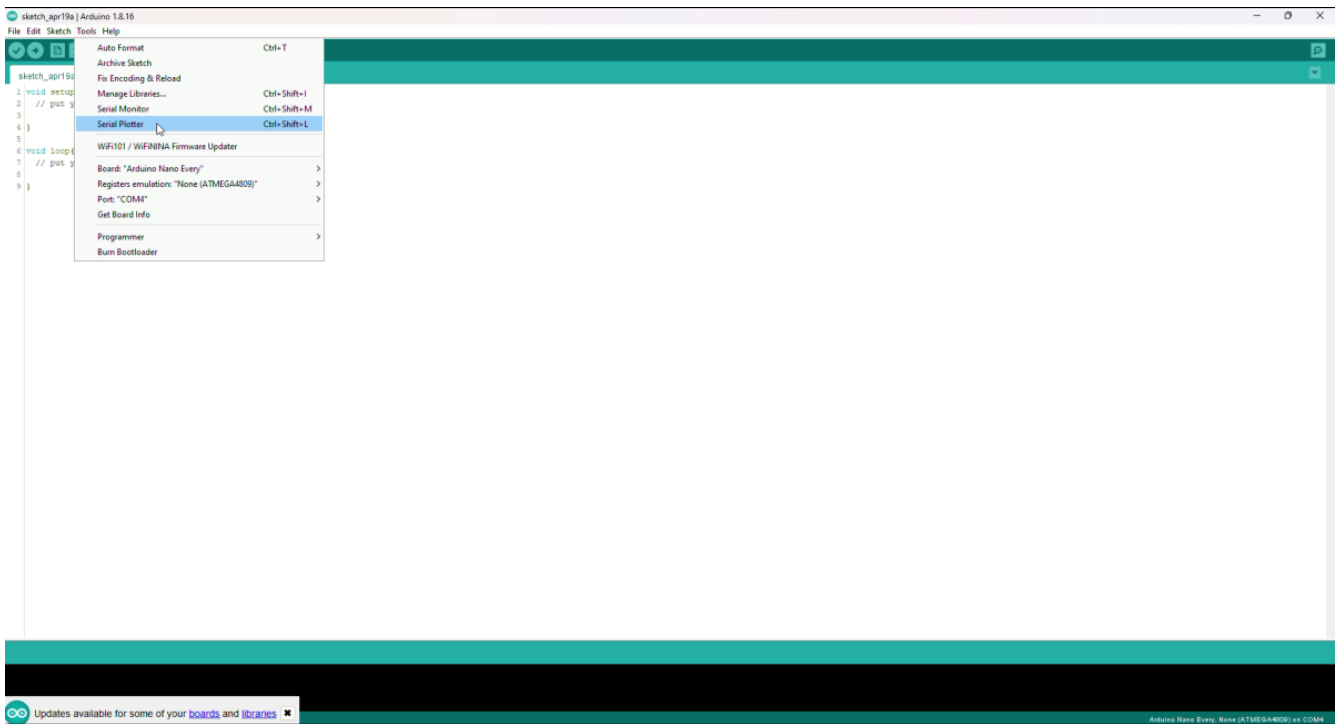 sketch_apr19a | Arduino 1.8.16
File Edit Sketch Tools Help
sketch_apr19a
Auto Format Ctrl+T
Archive Sketch
Fix Encoding & Reload
Manage Libraries... Ctrl+Shift+I
Serial Monitor Ctrl+Shift+M
Serial Plotter Ctrl+Shift+L
WiFi101 / WiFiNINA Firmware Updater
Board: "Arduino Nano Every"
Registers emulation: "None (ATMEGA4809)"
Port: "COM4"
Get Board Info
Programmer
Burn Bootloader
1 void setup
2 // put y
3
4 }
5
6 void loop(
7 // put y
8
9 }
Updates available for some of your boards and libraries
Arduino Nano Every, None (ATMEGA4809) on COM4